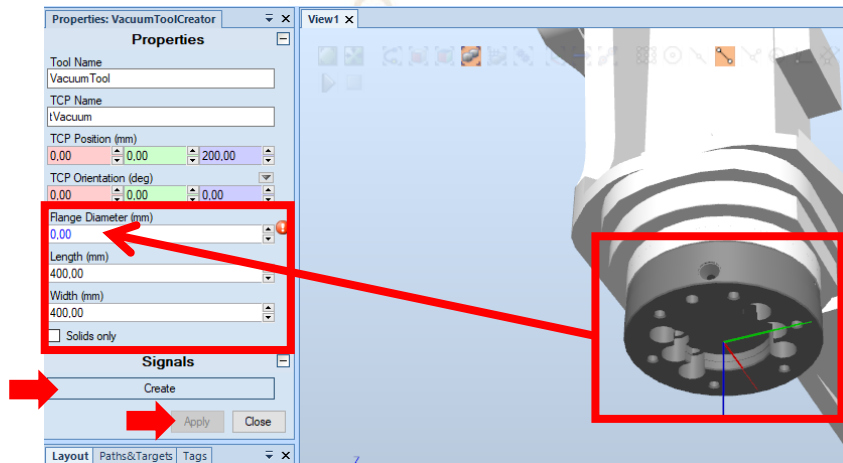 Properties: VacuumToolCreator
View1
Properties
Tool Name
VacuumTool
TCP Name
tVacuum
TCP Position (mm)
0,00 0,00 200,00
TCP Orientation (deg)
0,00 0,00 0,00
Flange Diameter (mm)
0,00
Length (mm)
400,00
Width (mm)
400,00
Solids only
Signals
Create
Apply Close
Layout Paths&Targets Tags
Z